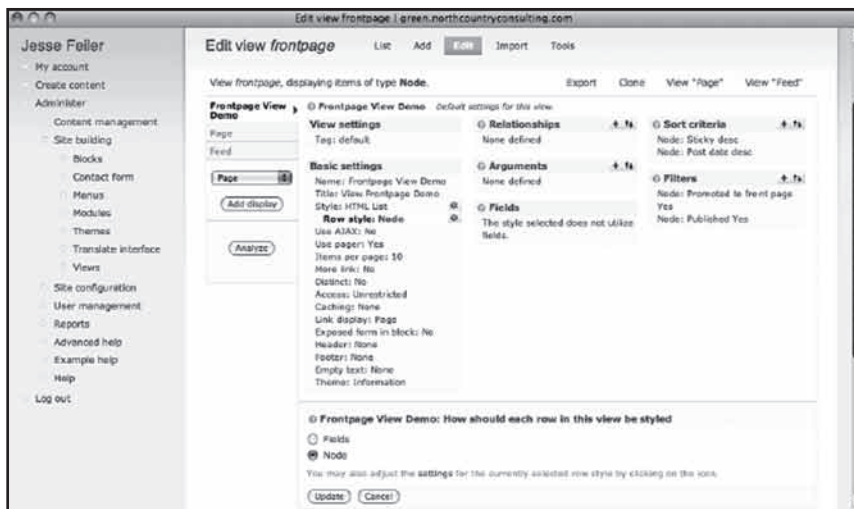 Edit view frontpage | green.northcountryconsulting.com
Jesse Feiler
My account
Create content
Administer
Content management
Site building
Blocks
Contact form
Menus
Modules
Themes
Translate interface
Views
Site configuration
User management
Reports
Advanced help
Example help
Help
Log out
Edit view frontpage
List Add Edit Import Tools
View frontpage, displaying items of type Node.
Export Clone View "Page" View "Feed"
Frontpage View Demo
Page
Feed
Page
Add display
Analyze
Frontpage View Demo Default settings for this view.
View settings
Tag: default
Basic settings
Name: Frontpage View Demo
Title: View Frontpage Demo
Style: HTML List
Row style: Node
Use AJAX: No
Use pager: Yes
Items per page: 10
More link: No
Distinct: No
Access: Unrestricted
Caching: None
Link display: Page
Exposed form in block: No
Header: None
Footer: None
Empty text: None
Theme: Information
Relationships
None defined
Arguments
None defined
Fields
The style selected does not utilize
fields.
Sort criteria
Node: Sticky desc
Node: Post date desc
Filters
Node: Promoted to front page
Yes
Node: Published Yes
Frontpage View Demo: How should each row in this view be styled
Fields
Node
You may also adjust the settings for the currently selected row style by clicking on the icon.
Update Cancel